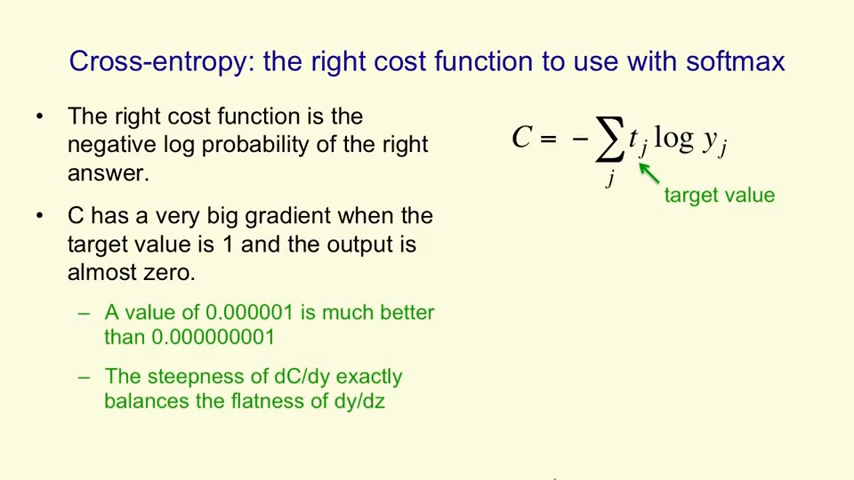 Cross-entropy: the right cost function to use with softmax
• The right cost function is the
negative log probability of the right
answer.
• C has a very big gradient when the
target value is 1 and the output is
almost zero.
– A value of 0.000001 is much better
than 0.000000001
– The steepness of dC/dy exactly
balances the flatness of dy/dz
C = − ∑ t_j log y_j
j
target value